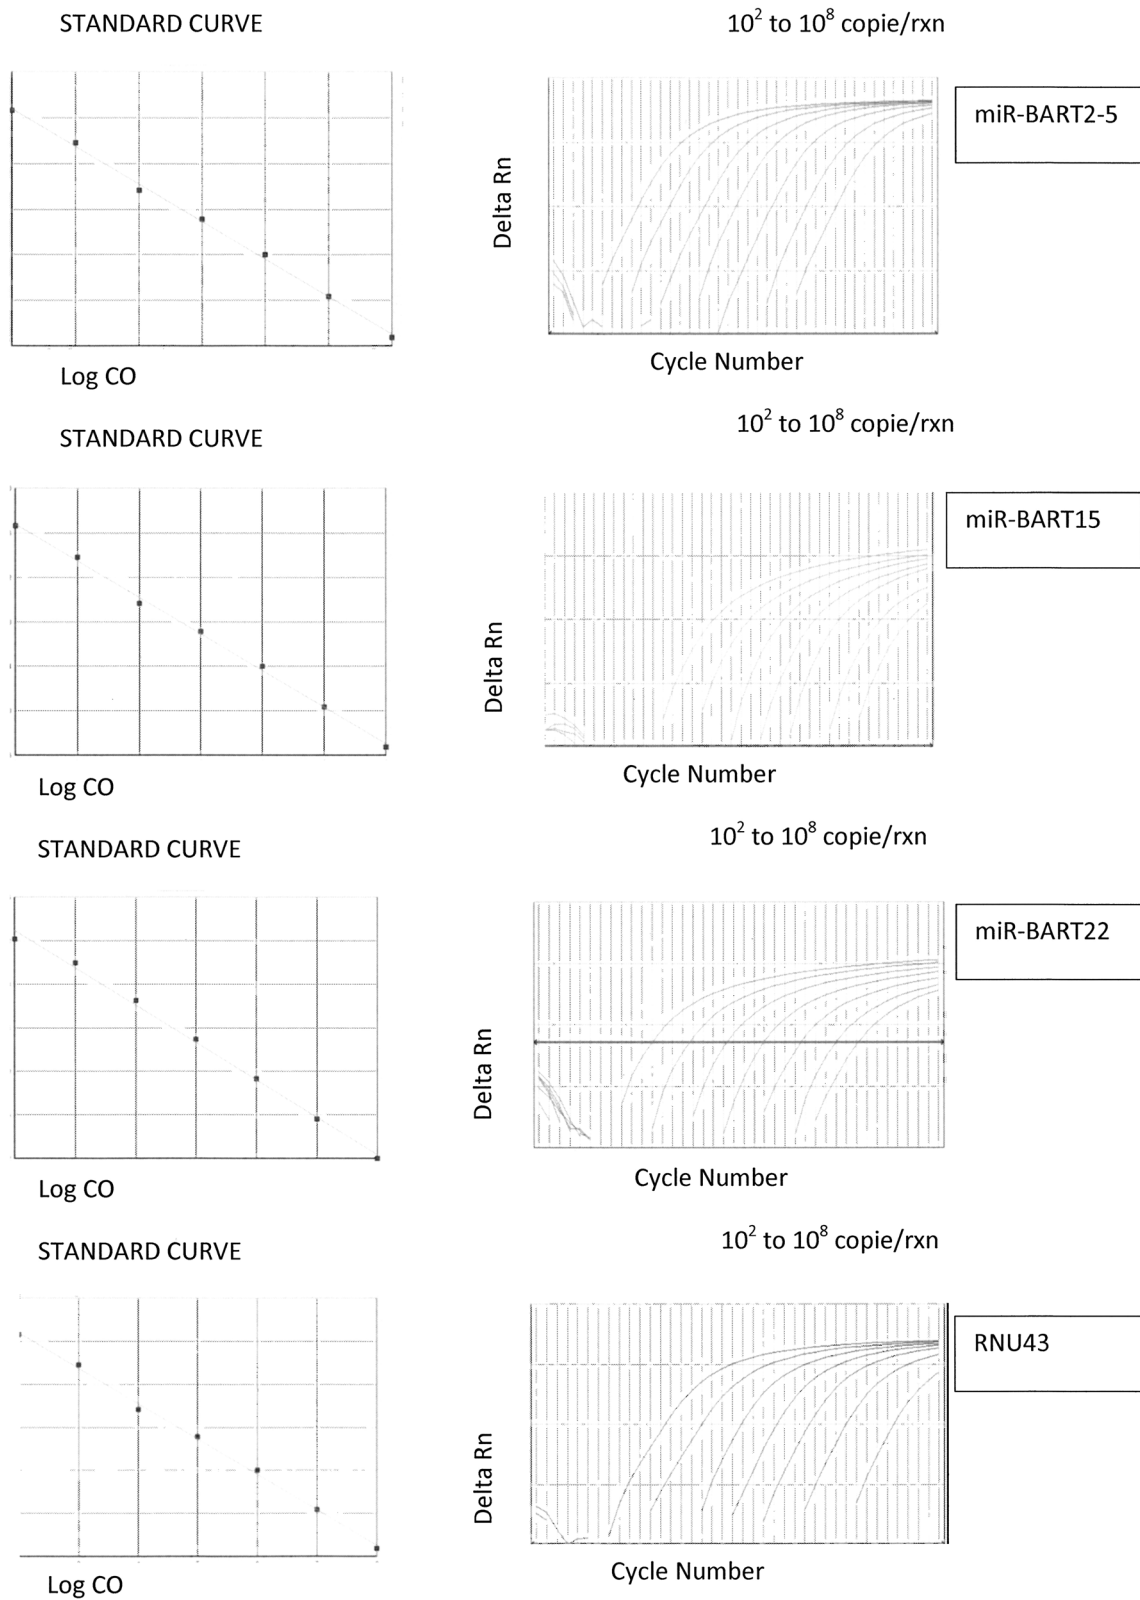 STANDARD CURVE
10² to 10⁸ copie/rxn
miR-BART2-5
Delta Rn
Cycle Number
Log CO
STANDARD CURVE
10² to 10⁸ copie/rxn
miR-BART15
Delta Rn
Cycle Number
Log CO
STANDARD CURVE
10² to 10⁸ copie/rxn
miR-BART22
Delta Rn
Cycle Number
Log CO
STANDARD CURVE
10² to 10⁸ copie/rxn
RNU43
Delta Rn
Cycle Number
Log CO